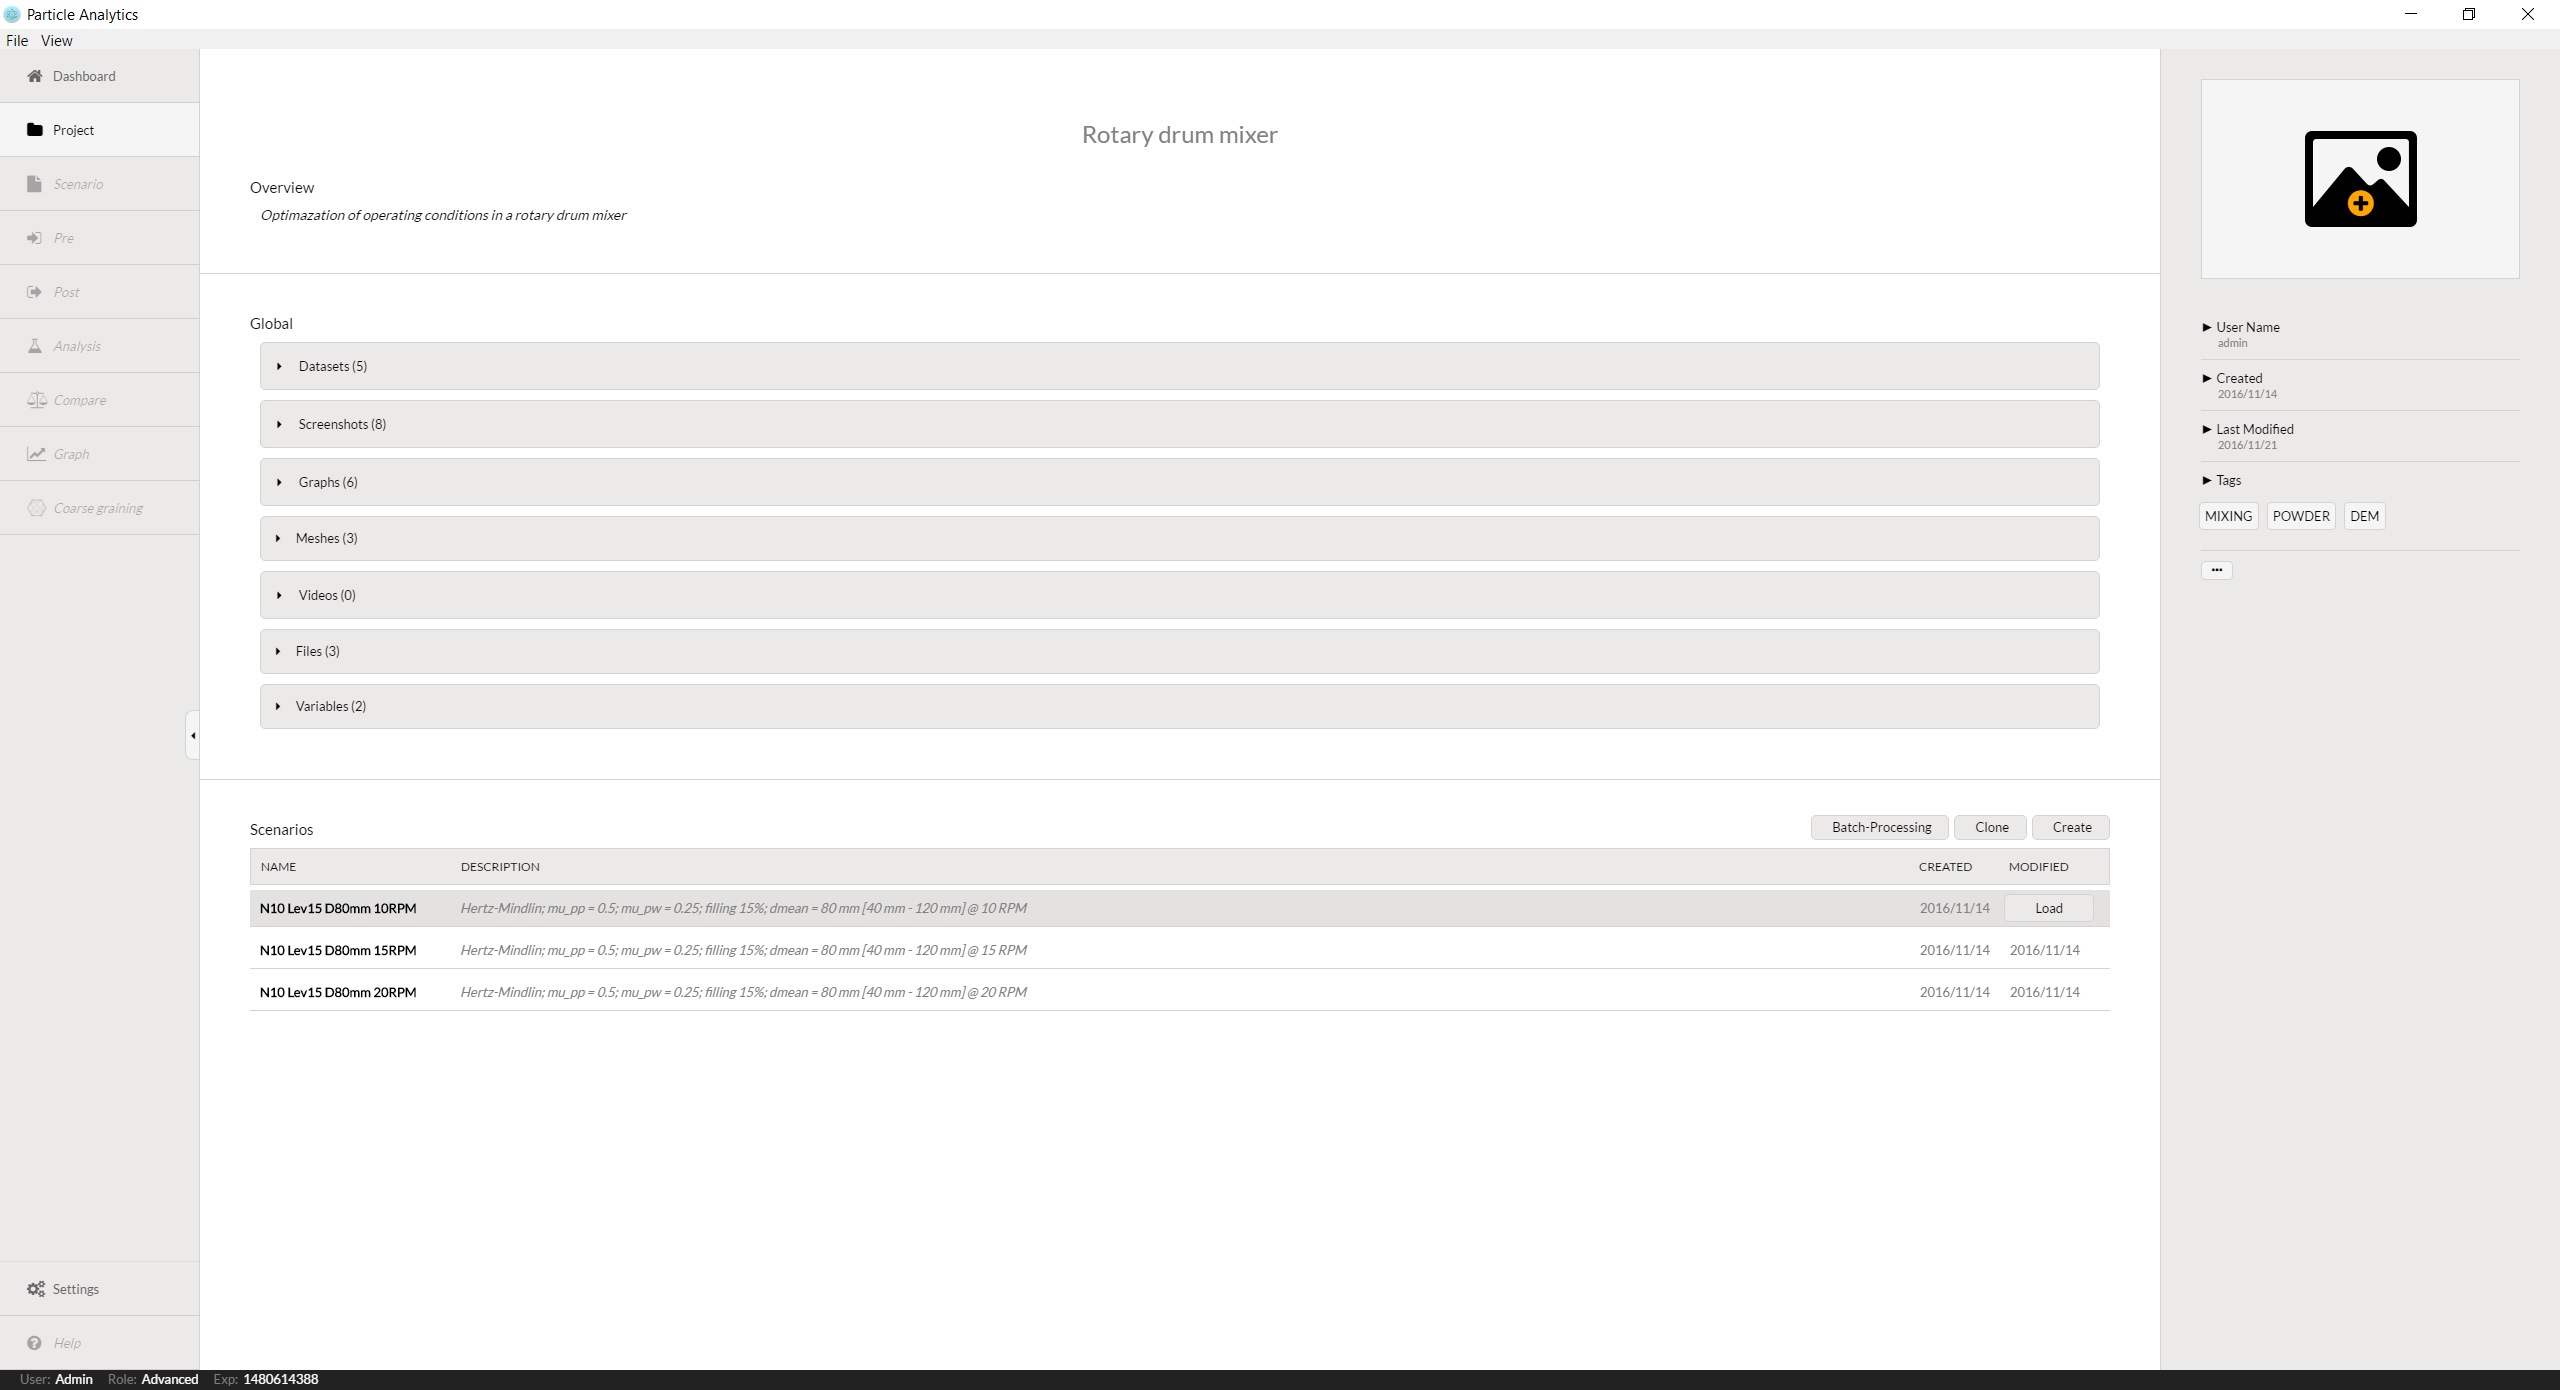 Particle Analytics
File View
Dashboard
Project
Scenario
Pre
Post
Analysis
Compare
Graph
Coarse graining
Settings
Help
Rotary drum mixer
Overview
Optimazation of operating conditions in a rotary drum mixer
Global
Datasets (5)
Screenshots (8)
Graphs (6)
Meshes (3)
Videos (0)
Files (3)
Variables (2)
Scenarios
Batch-Processing Clone Create
NAME DESCRIPTION CREATED MODIFIED
N10 Lev15 D80mm 10RPM Hertz-Mindlin; mu_pp = 0.5; mu_pw = 0.25; filling 15%; dmean = 80 mm [40 mm - 120 mm] @ 10 RPM 2016/11/14 Load
N10 Lev15 D80mm 15RPM Hertz-Mindlin; mu_pp = 0.5; mu_pw = 0.25; filling 15%; dmean = 80 mm [40 mm - 120 mm] @ 15 RPM 2016/11/14 2016/11/14
N10 Lev15 D80mm 20RPM Hertz-Mindlin; mu_pp = 0.5; mu_pw = 0.25; filling 15%; dmean = 80 mm [40 mm - 120 mm] @ 20 RPM 2016/11/14 2016/11/14
User Name
admin
Created
2016/11/14
Last Modified
2016/11/21
Tags
MIXING POWDER DEM
•••
User: Admin Role: Advanced Exp: 1480614388